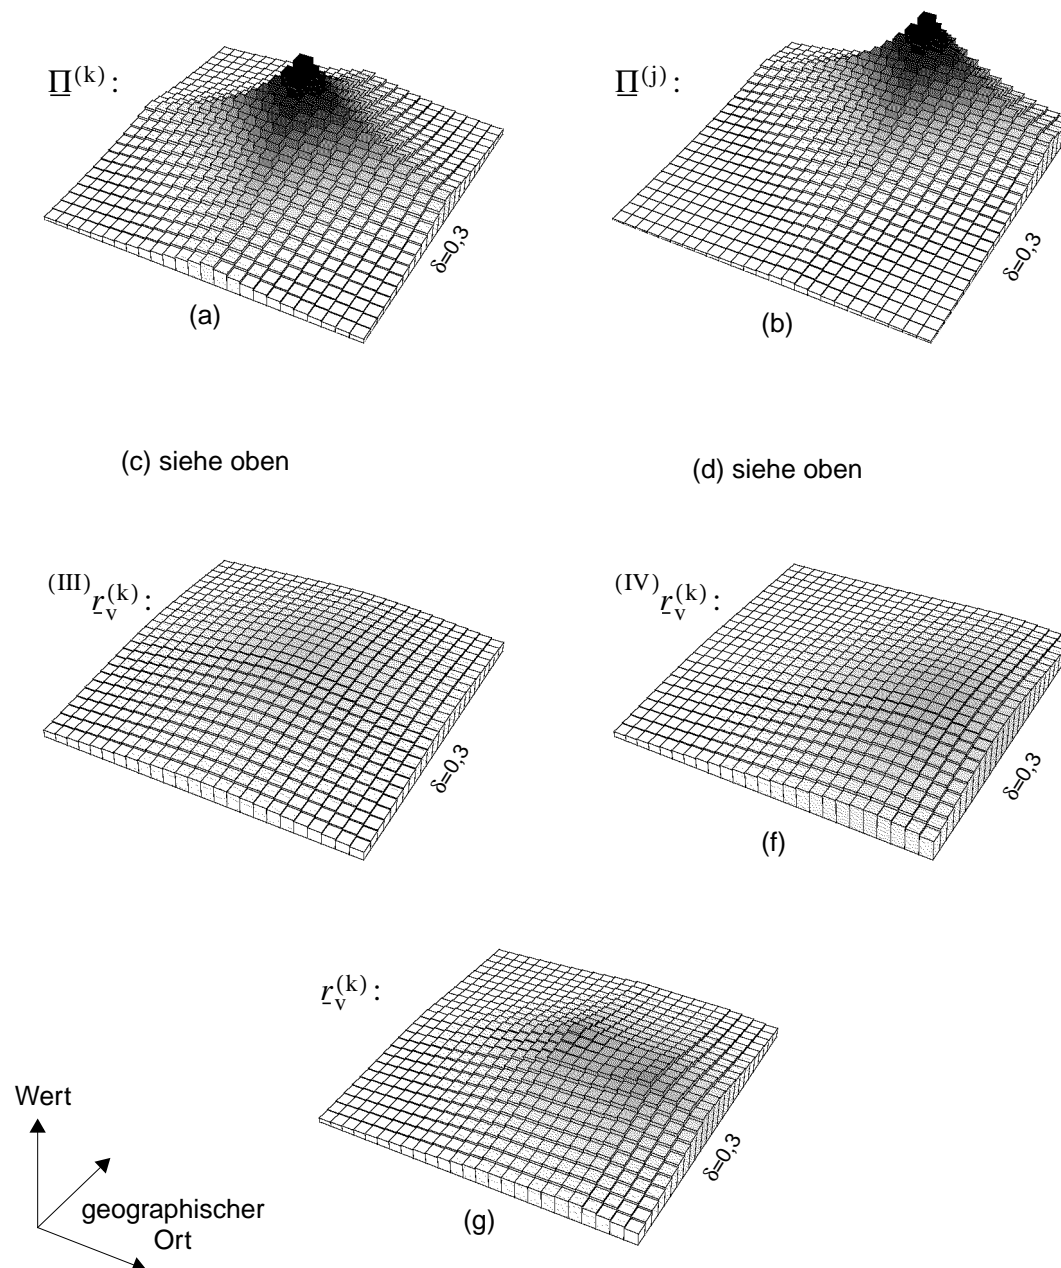 Π^(k): Π^(j):
δ=0,3 δ=0,3
(a) (b)
(c) siehe oben (d) siehe oben
(III) r_v^(k): (IV) r_v^(k):
δ=0,3 δ=0,3
(f)
r_v^(k):
Wert
δ=0,3
geographischer
Ort
(g)